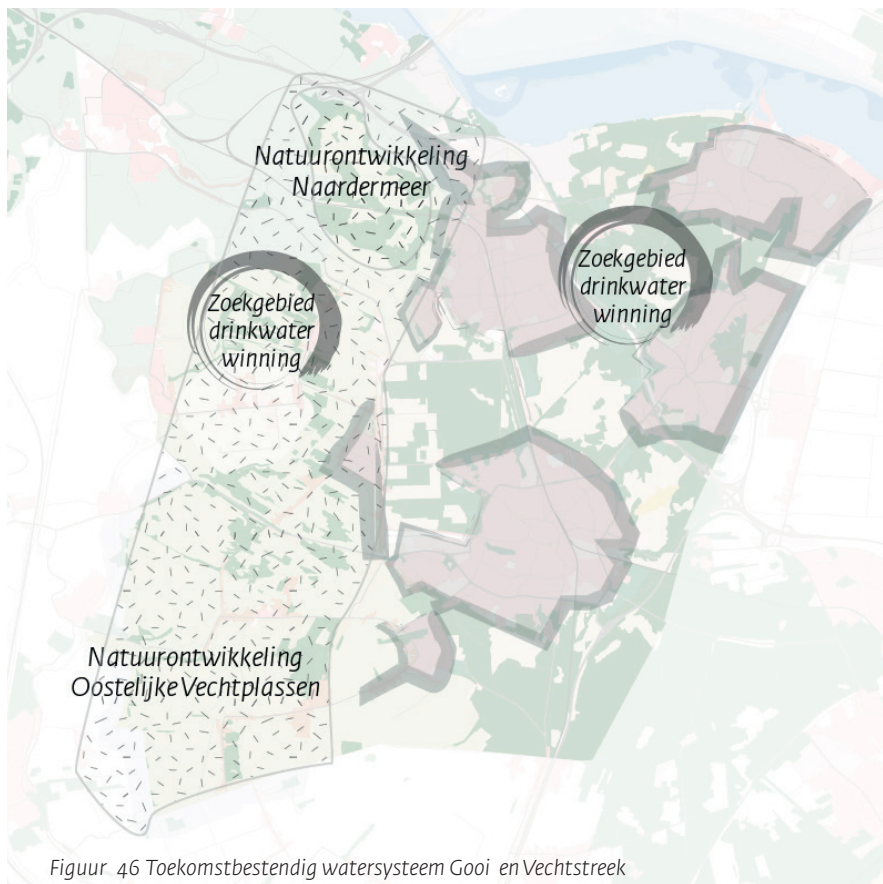 Natuurontwikkeling
Naardermeer
Zoekgebied
drinkwater
winning
Zoekgebied
drinkwater
winning
Natuurontwikkeling
Oostelijke Vechtplassen
Figuur 46 Toekomstbestendig watersysteem Gooi en Vechtstreek